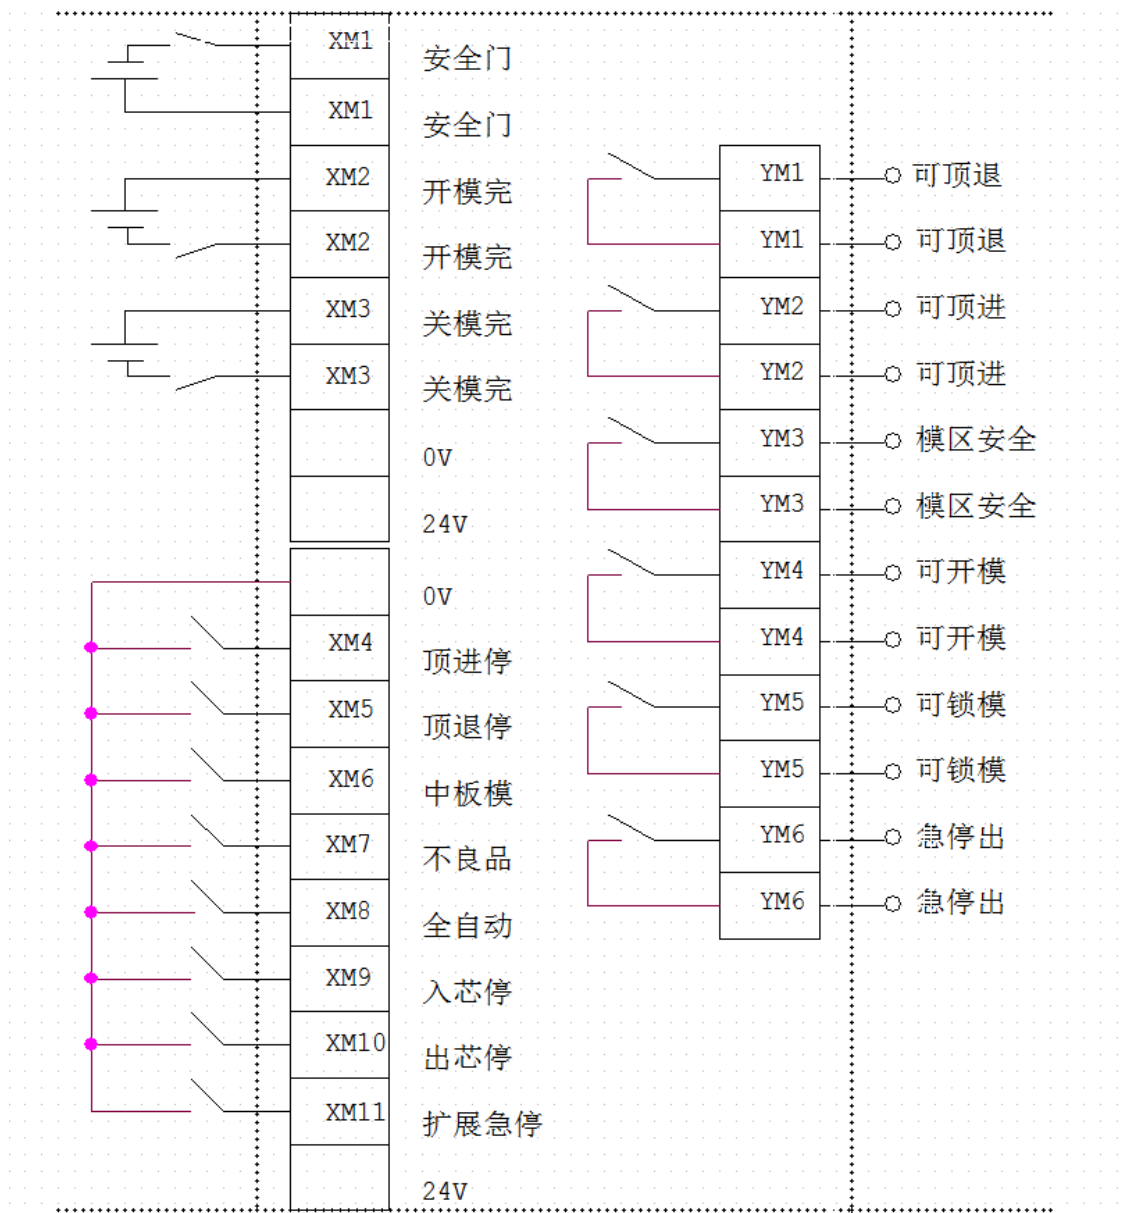 XM1 安全门
XM1 安全门
XM2 开模完
XM2 开模完
XM3 关模完
XM3 关模完
0V
24V
0V
XM4 顶进停
XM5 顶退停
XM6 中板模
XM7 不良品
XM8 全自动
XM9 入芯停
XM10 出芯停
XM11 扩展急停
24V
YM1 可顶退
YM1 可顶退
YM2 可顶进
YM2 可顶进
YM3 模区安全
YM3 模区安全
YM4 可开模
YM4 可开模
YM5 可锁模
YM5 可锁模
YM6 急停出
YM6 急停出